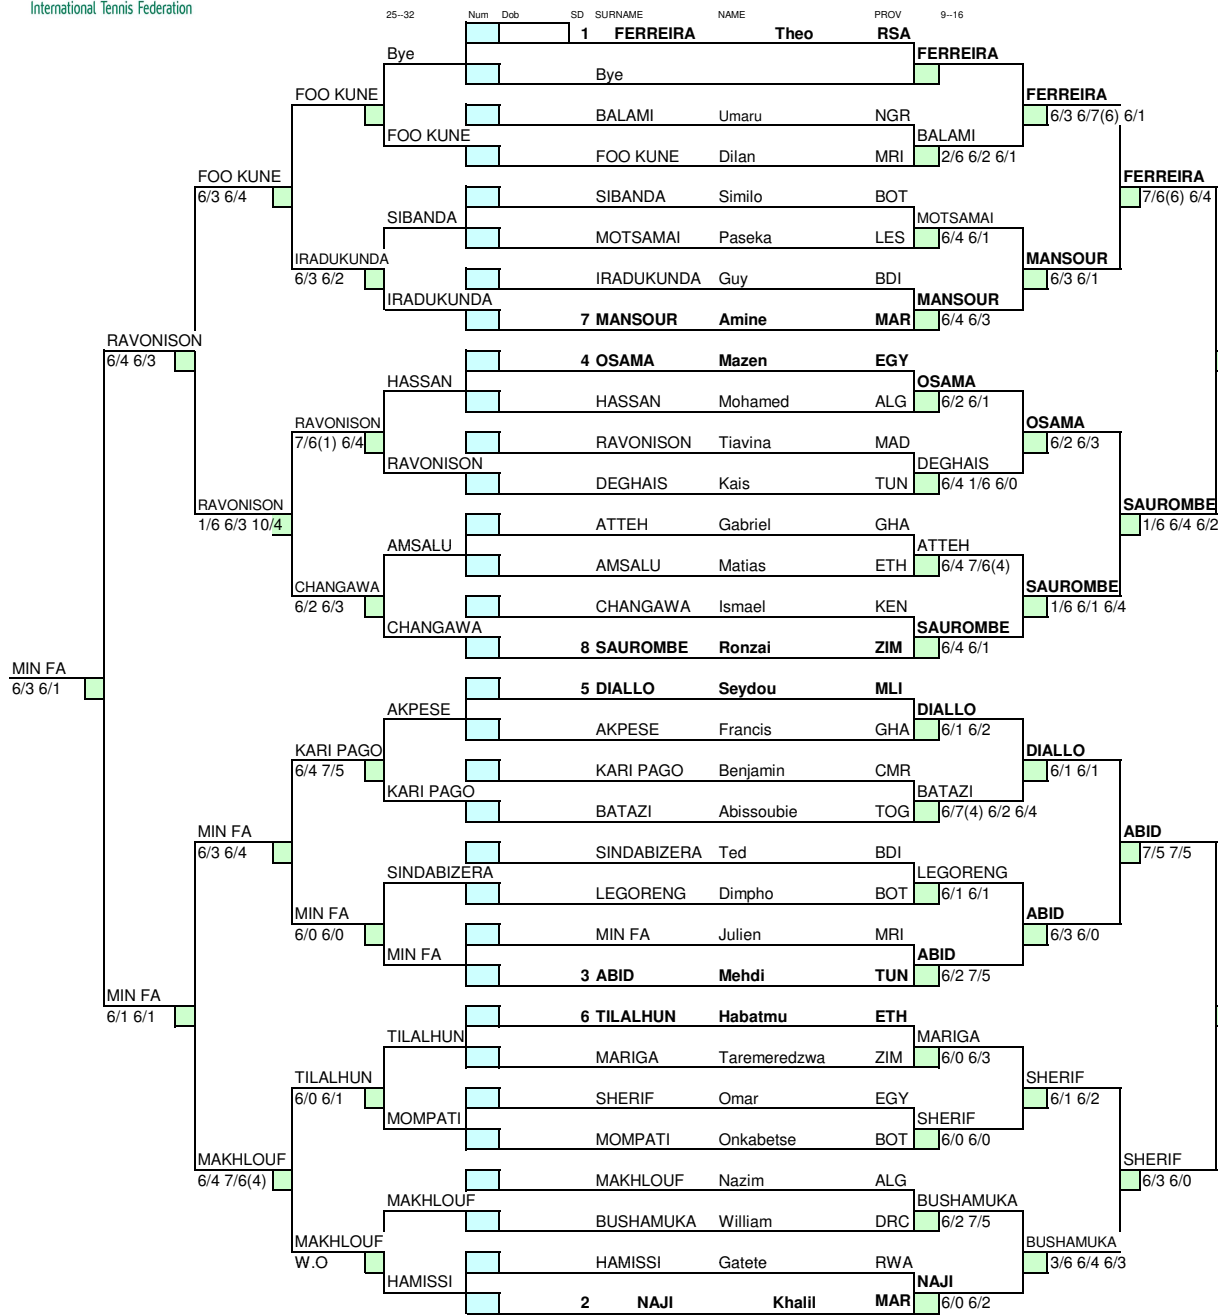 International Tennis Federation
25--32 Num Dob SD SURNAME NAME PROV 9--16
1 FERREIRA Theo RSA
Bye FERREIRA
Bye
FOO KUNE FERREIRA
BALAMI Umaru NGR 6/3 6/7(6) 6/1
FOO KUNE BALAMI
FOO KUNE Dilan MRI 2/6 6/2 6/1
FOO KUNE FERREIRA
6/3 6/4 SIBANDA Similo BOT 7/6(6) 6/4
SIBANDA MOTSAMAI
MOTSAMAI Paseka LES 6/4 6/1
IRADUKUNDA MANSOUR
6/3 6/2 IRADUKUNDA Guy BDI 6/3 6/1
IRADUKUNDA MANSOUR
7 MANSOUR Amine MAR 6/4 6/3
RAVONISON
6/4 6/3 4 OSAMA Mazen EGY
HASSAN OSAMA
HASSAN Mohamed ALG 6/2 6/1
RAVONISON OSAMA
7/6(1) 6/4 RAVONISON Tiavina MAD 6/2 6/3
RAVONISON DEGHAIS
DEGHAIS Kais TUN 6/4 1/6 6/0
RAVONISON SAUROMBE
1/6 6/3 10/4 ATTEH Gabriel GHA 1/6 6/4 6/2
AMSALU ATTEH
AMSALU Matias ETH 6/4 7/6(4)
CHANGAWA SAUROMBE
6/2 6/3 CHANGAWA Ismael KEN 1/6 6/1 6/4
CHANGAWA SAUROMBE
8 SAUROMBE Ronzai ZIM 6/4 6/1
MIN FA
6/3 6/1 5 DIALLO Seydou MLI
AKPESE DIALLO
AKPESE Francis GHA 6/1 6/2
KARI PAGO DIALLO
6/4 7/5 KARI PAGO Benjamin CMR 6/1 6/1
KARI PAGO BATAZI
BATAZI Abissoubie TOG 6/7(4) 6/2 6/4
MIN FA ABID
6/3 6/4 SINDABIZERA Ted BDI 7/5 7/5
SINDABIZERA LEGORENG
LEGORENG Dimpho BOT 6/1 6/1
MIN FA ABID
6/0 6/0 MIN FA Julien MRI 6/3 6/0
MIN FA ABID
3 ABID Mehdi TUN 6/2 7/5
MIN FA
6/1 6/1 6 TILALHUN Habatmu ETH
TILALHUN MARIGA
MARIGA Taremeredzwa ZIM 6/0 6/3
TILALHUN SHERIF
6/0 6/1 SHERIF Omar EGY 6/1 6/2
MOMPATI SHERIF
MOMPATI Onkabetse BOT 6/0 6/0
MAKHLOUF SHERIF
6/4 7/6(4) MAKHLOUF Nazim ALG 6/3 6/0
MAKHLOUF BUSHAMUKA
BUSHAMUKA William DRC 6/2 7/5
MAKHLOUF BUSHAMUKA
W.O HAMISSI Gatete RWA 3/6 6/4 6/3
HAMISSI NAJI
2 NAJI Khalil MAR 6/0 6/2